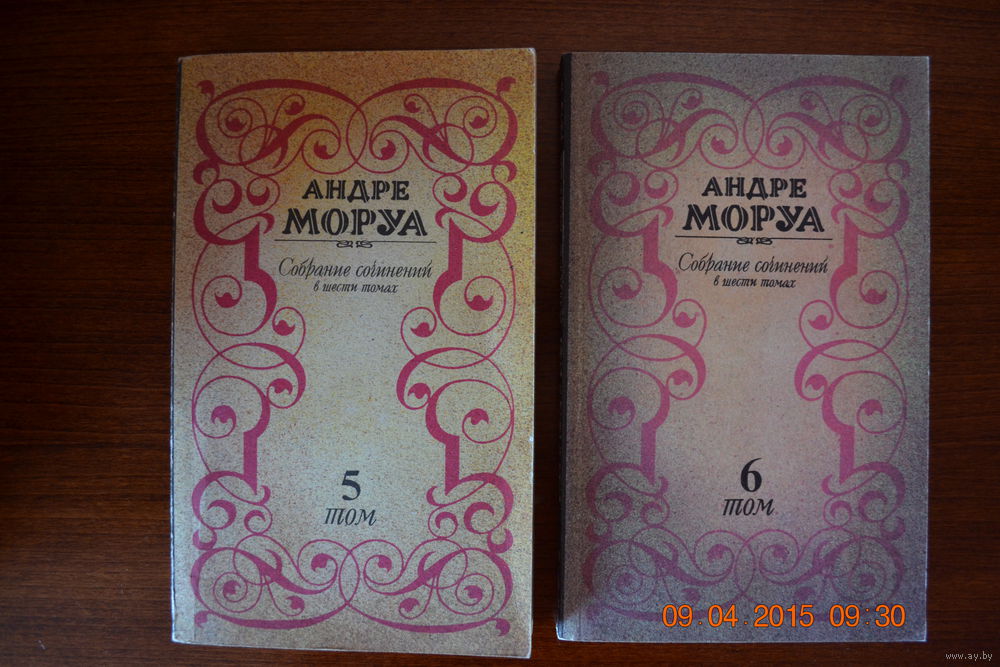 АНДРЕ
МОРУА
Собрание сочинений
в шести томах
5
том
АНДРЕ
МОРУА
Собрание сочинений
в шести томах
6
том
09.04.2015 09:30
www.ay.by